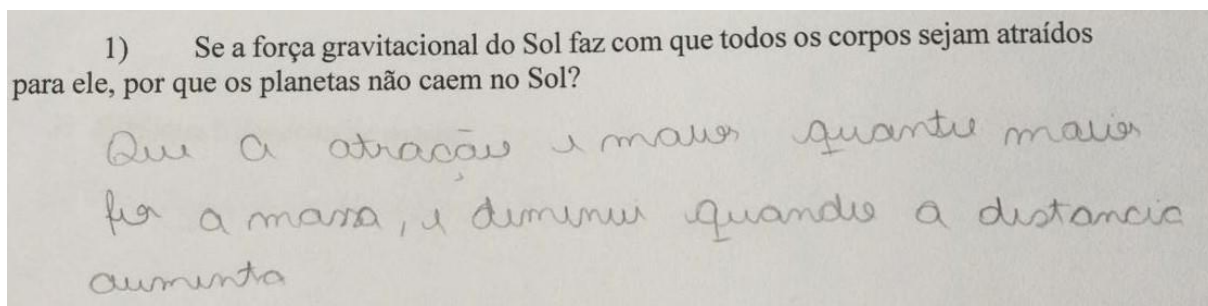 1) Se a força gravitacional do Sol faz com que todos os corpos sejam atraídos
para ele, por que os planetas não caem no Sol?
Que a atração e maior quanto maior
for a massa, e diminui quando a distancia
aumenta